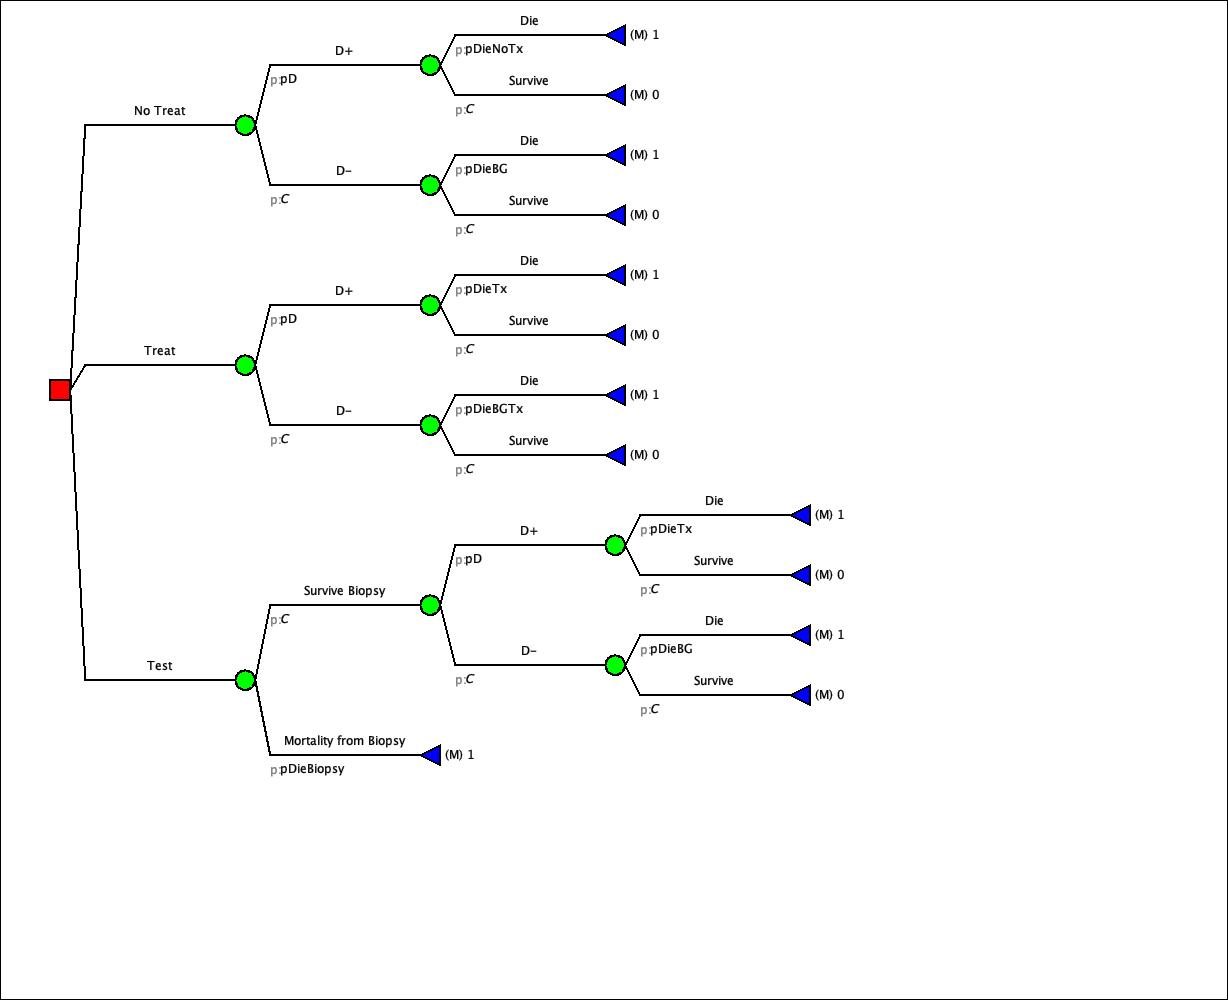 Die
(M) 1
D+
p:pDieNoTx
p:pD
Survive
(M) 0
p:C
No Treat
Die
(M) 1
D-
p:pDieBG
p:C
Survive
(M) 0
p:C
Die
(M) 1
D+
p:pDieTx
p:pD
Survive
(M) 0
p:C
Treat
Die
(M) 1
D-
p:pDieBGTx
p:C
Survive
(M) 0
p:C
Die
(M) 1
D+
p:pDieTx
p:pD
Survive
(M) 0
p:C
Survive Biopsy
p:C
Die
(M) 1
D-
p:pDieBG
p:C
Survive
(M) 0
p:C
Test
Mortality from Biopsy
(M) 1
p:pDieBiopsy